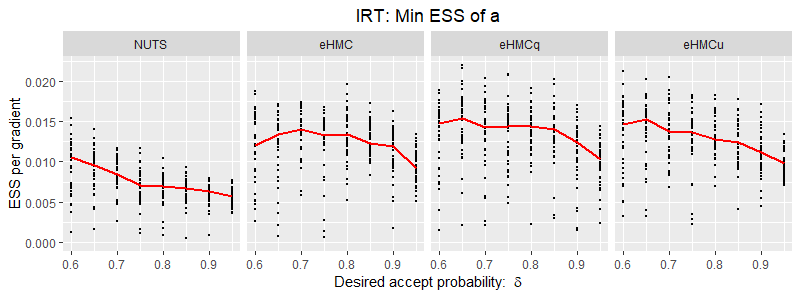 IRT: Min ESS of a
NUTS eHMC eHMCq eHMCu
ESS per gradient
0.020
0.015
0.010
0.005
0.000
0.6 0.7 0.8 0.9 0.6 0.7 0.8 0.9 0.6 0.7 0.8 0.9 0.6 0.7 0.8 0.9
Desired accept probability: δ